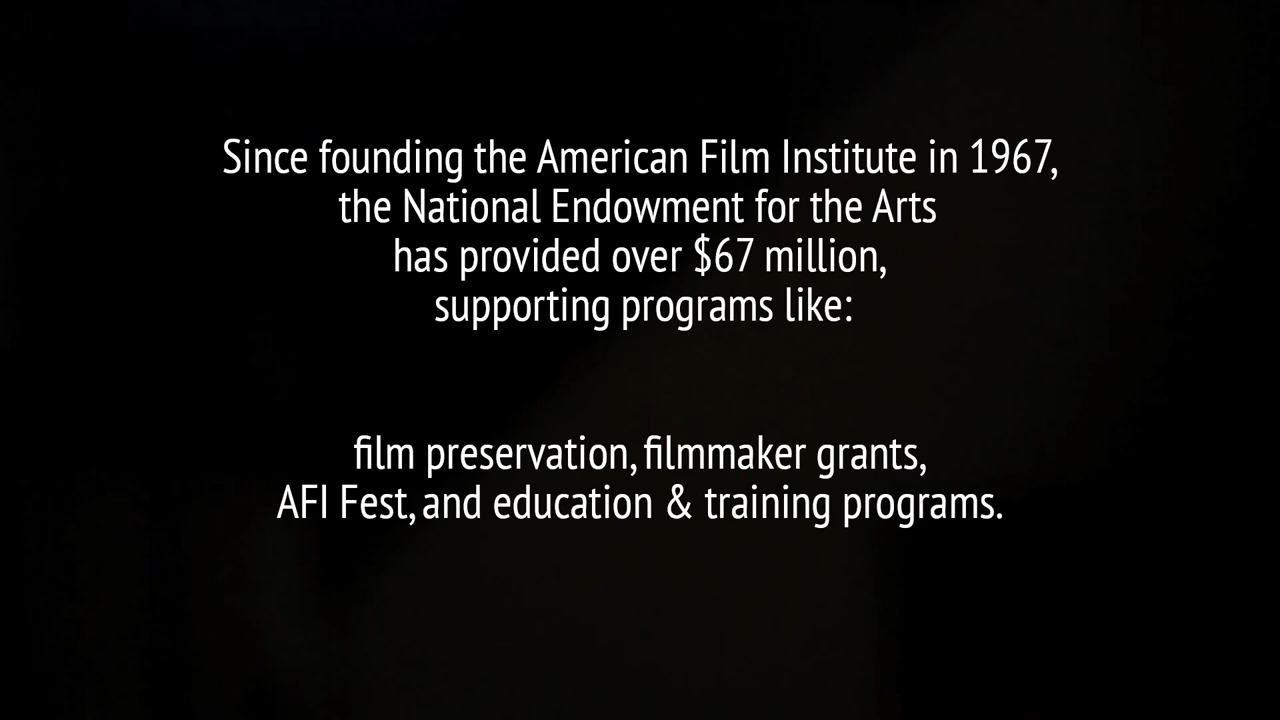 Since founding the American Film Institute in 1967,
the National Endowment for the Arts
has provided over $67 million,
supporting programs like:
film preservation, filmmaker grants,
AFI Fest, and education & training programs.